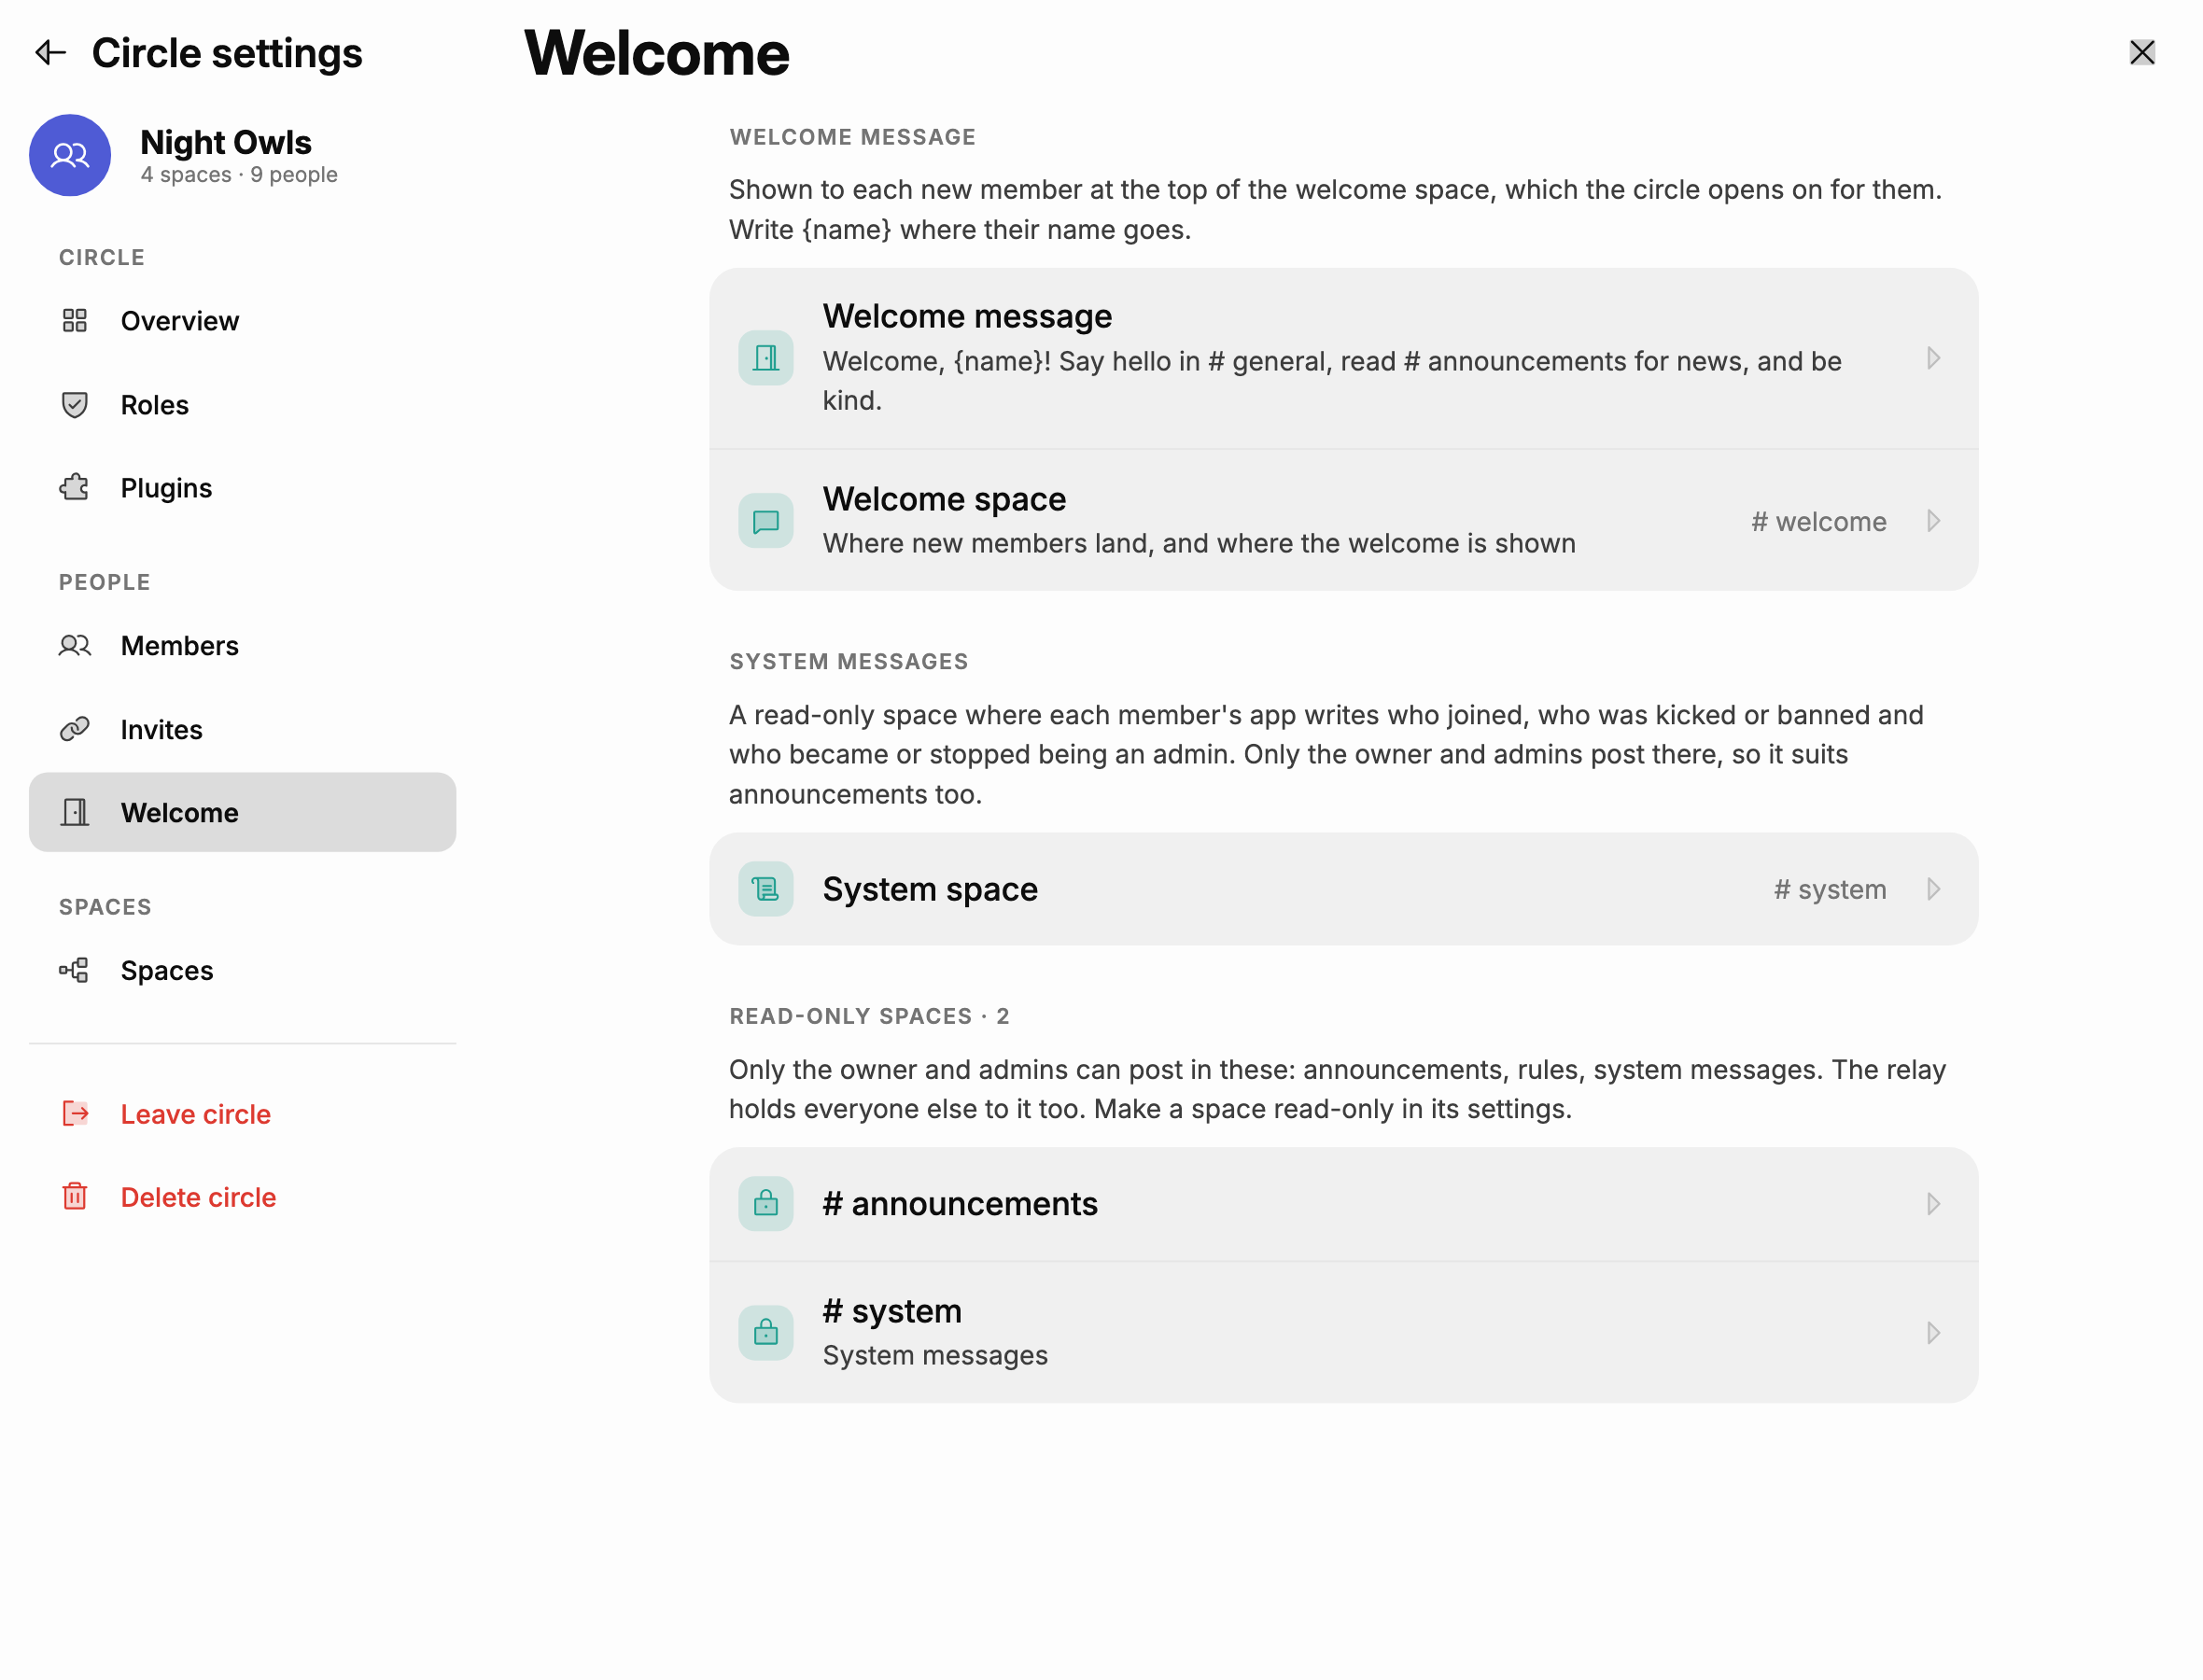 Circle settings
Night Owls
4 spaces · 9 people
CIRCLE
Overview
Roles
Plugins
PEOPLE
Members
Invites
Welcome
SPACES
Spaces
Leave circle
Delete circle
Welcome
WELCOME MESSAGE
Shown to each new member at the top of the welcome space, which the circle opens on for them.
Write {name} where their name goes.
Welcome message
Welcome, {name}! Say hello in # general, read # announcements for news, and be
kind.
Welcome space
Where new members land, and where the welcome is shown
# welcome
SYSTEM MESSAGES
A read-only space where each member's app writes who joined, who was kicked or banned and
who became or stopped being an admin. Only the owner and admins post there, so it suits
announcements too.
System space
# system
READ-ONLY SPACES · 2
Only the owner and admins can post in these: announcements, rules, system messages. The relay
holds everyone else to it too. Make a space read-only in its settings.
# announcements
# system
System messages